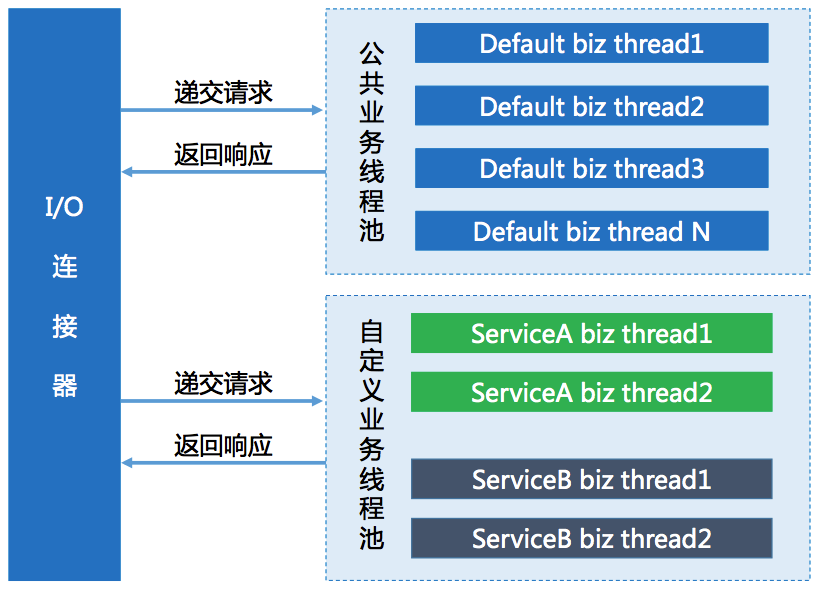 I/O
连
接
器
递交请求
返回响应
公共业务线程池
Default biz thread1
Default biz thread2
Default biz thread3
Default biz thread N
递交请求
返回响应
自定义业务线程池
ServiceA biz thread1
ServiceA biz thread2
ServiceB biz thread1
ServiceB biz thread2